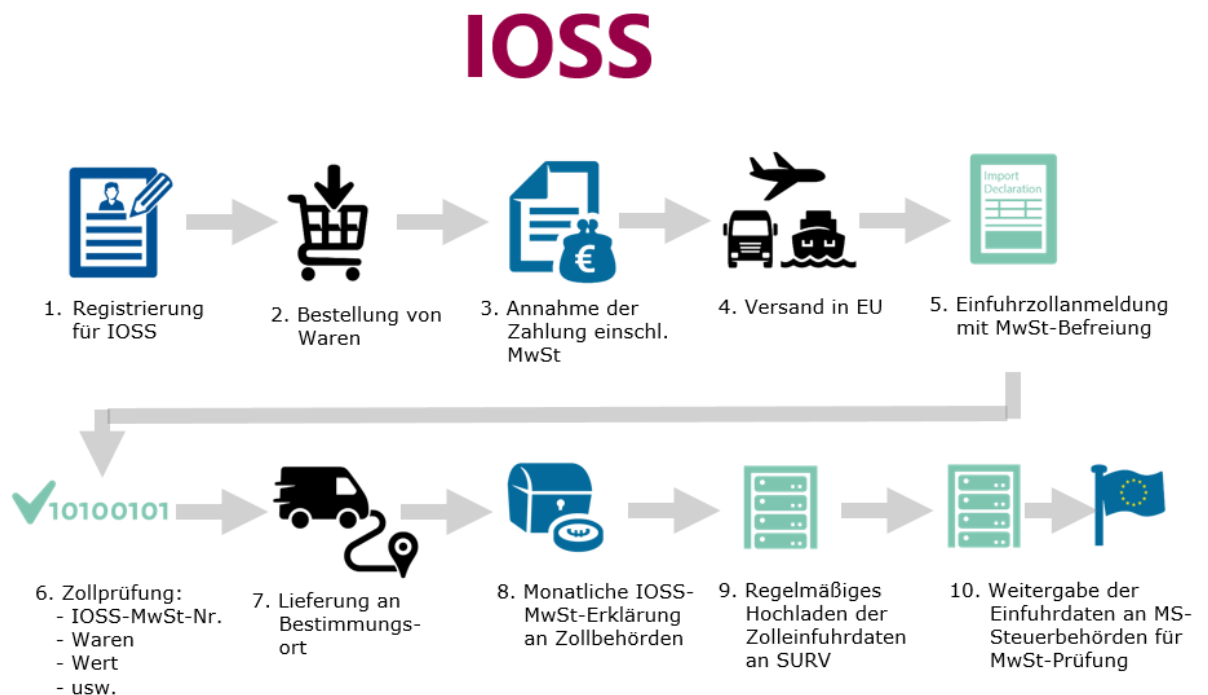 IOSS
Import
Declaration
1. Registrierung
für IOSS
2. Bestellung von
Waren
3. Annahme der
Zahlung einschl.
MwSt
4. Versand in EU
5. Einfuhrzollanmeldung
mit MwSt-Befreiung
10100101
6. Zollprüfung:
- IOSS-MwSt-Nr.
- Waren
- Wert
- usw.
7. Lieferung an
Bestimmungs-
ort
8. Monatliche IOSS-
MwSt-Erklärung
an Zollbehörden
9. Regelmäßiges
Hochladen der
Zolleinfuhrdaten
an SURV
10. Weitergabe der
Einfuhrdaten an MS-
Steuerbehörden für
MwSt-Prüfung